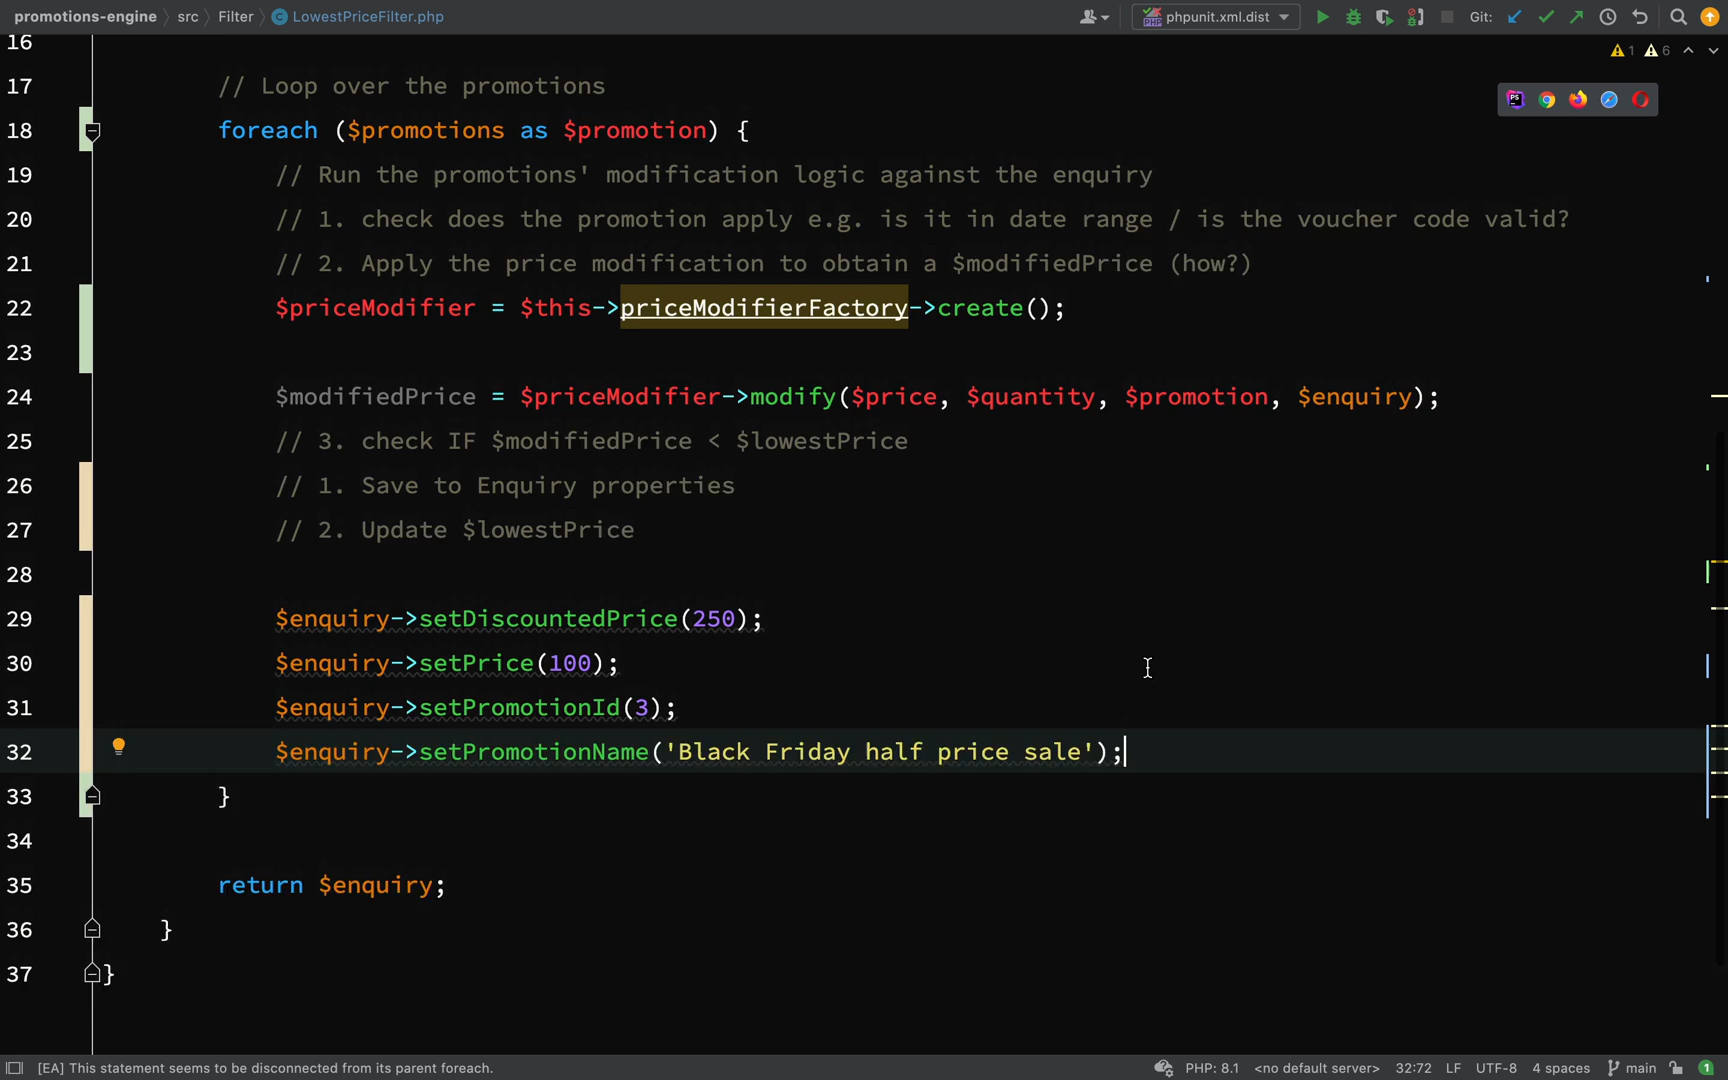 promotions-engine src Filter LowestPriceFilter.php phpunit.xml.dist Git:
16 1 6
17 // Loop over the promotions
18 foreach ($promotions as $promotion) {
19 // Run the promotions' modification logic against the enquiry
20 // 1. check does the promotion apply e.g. is it in date range / is the voucher code valid?
21 // 2. Apply the price modification to obtain a $modifiedPrice (how?)
22 $priceModifier = $this->priceModifierFactory->create();
23
24 $modifiedPrice = $priceModifier->modify($price, $quantity, $promotion, $enquiry);
25 // 3. check IF $modifiedPrice < $lowestPrice
26 // 1. Save to Enquiry properties
27 // 2. Update $lowestPrice
28
29 $enquiry->setDiscountedPrice(250);
30 $enquiry->setPrice(100);
31 $enquiry->setPromotionId(3);
32 $enquiry->setPromotionName('Black Friday half price sale');
33 }
34
35 return $enquiry;
36 }
37 }
[EA] This statement seems to be disconnected from its parent foreach. PHP: 8.1 <no default server> 32:72 LF UTF-8 4 spaces main 1